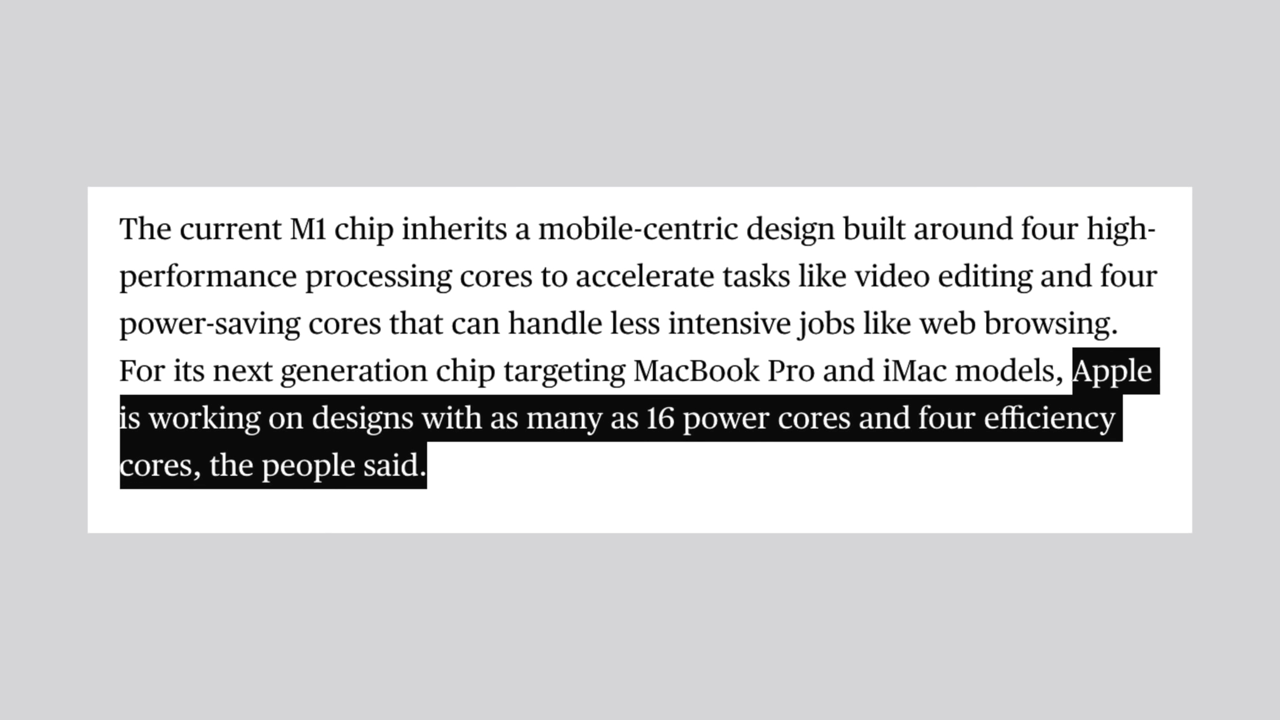 The current M1 chip inherits a mobile-centric design built around four high-
performance processing cores to accelerate tasks like video editing and four
power-saving cores that can handle less intensive jobs like web browsing.
For its next generation chip targeting MacBook Pro and iMac models, Apple
is working on designs with as many as 16 power cores and four efficiency
cores, the people said.